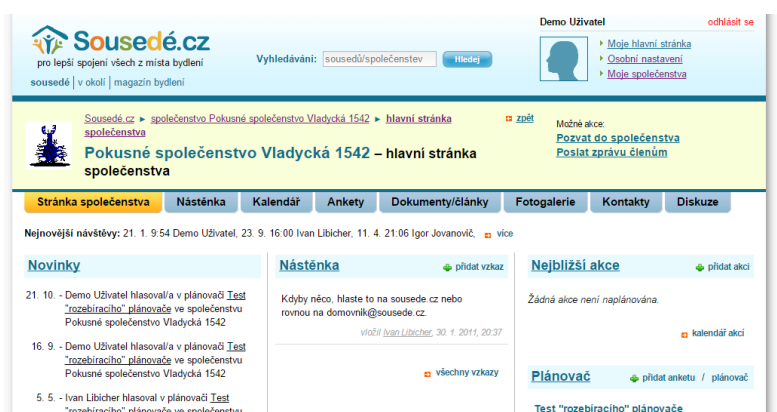 Demo Uživatel
odhlásit se
Sousedé.cz
pro lepší spojení všech z místa bydlení
Vyhledávání:
sousedů/společenstev
Hledej
Moje hlavní stránka
Osobní nastavení
Moje společenstva
sousedé | v okolí | magazín bydlení
Sousedé.cz ► společenstvo Pokusné společenstvo Vladycká 1542 ► hlavní stránka
společenstva
zpět
Možné akce:
Pozvat do společenstva
Poslat zprávu členům
Pokusné společenstvo Vladycká 1542 – hlavní stránka
společenstva
Stránka společenstva
Nástěnka
Kalendář
Ankety
Dokumenty/články
Fotogalerie
Kontakty
Diskuze
Nejnovější návštěvy: 21. 1. 9:54 Demo Uživatel, 23. 9. 16:00 Ivan Libicher, 11. 4. 21:06 Igor Jovanovič, více
Novinky
21. 10. - Demo Uživatel hlasoval/a v plánovači Test
"rozebíracího" plánovače ve společenstvu
Pokusné společenstvo Vladycká 1542
16. 9. - Demo Uživatel hlasoval/a v plánovači Test
"rozebíracího" plánovače ve společenstvu
Pokusné společenstvo Vladycká 1542
5. 5. - Ivan Libicher hlasoval v plánovači Test
"rozebíracího" plánovače ve společenstvu
Nástěnka
přidat vzkaz
Kdyby něco, hlaste to na sousede.cz nebo
rovnou na domovnik@sousede.cz.
vložil Ivan Libicher, 30. 1. 2011, 20:37
všechny vzkazy
Nejbližší akce
přidat akci
Žádná akce není naplánována.
kalendář akcí
Plánovač
přidat anketu / plánovač
Test "rozebíracího" plánovače